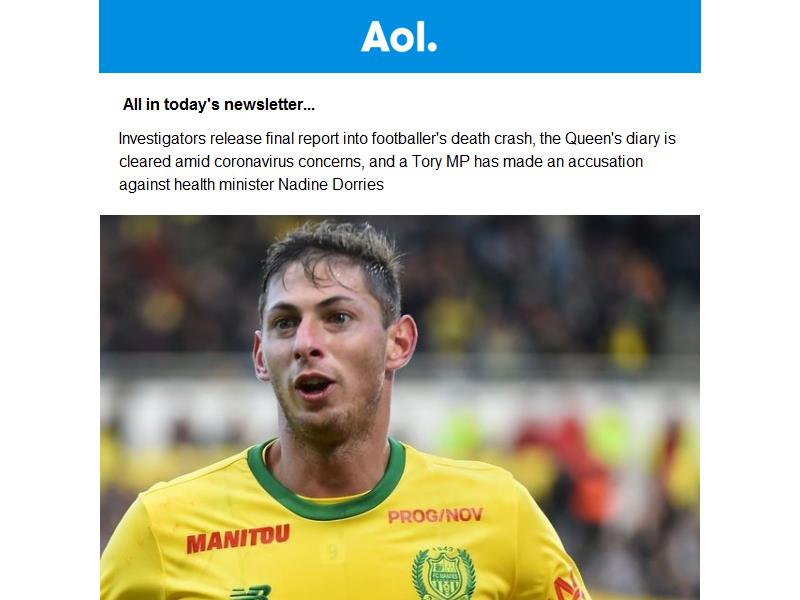 Aol.
All in today's newsletter...
Investigators release final report into footballer's death crash, the Queen's diary is
cleared amid coronavirus concerns, and a Tory MP has made an accusation
against health minister Nadine Dorries
PROG/NOV
MANITOU
9
FC NANTES